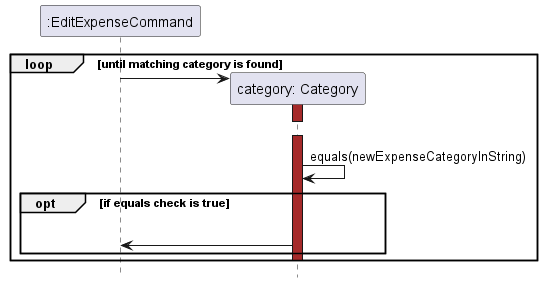 :EditExpenseCommand
loop [until matching category is found]
category: Category
equals(newExpenseCategoryInString)
opt [if equals check is true]